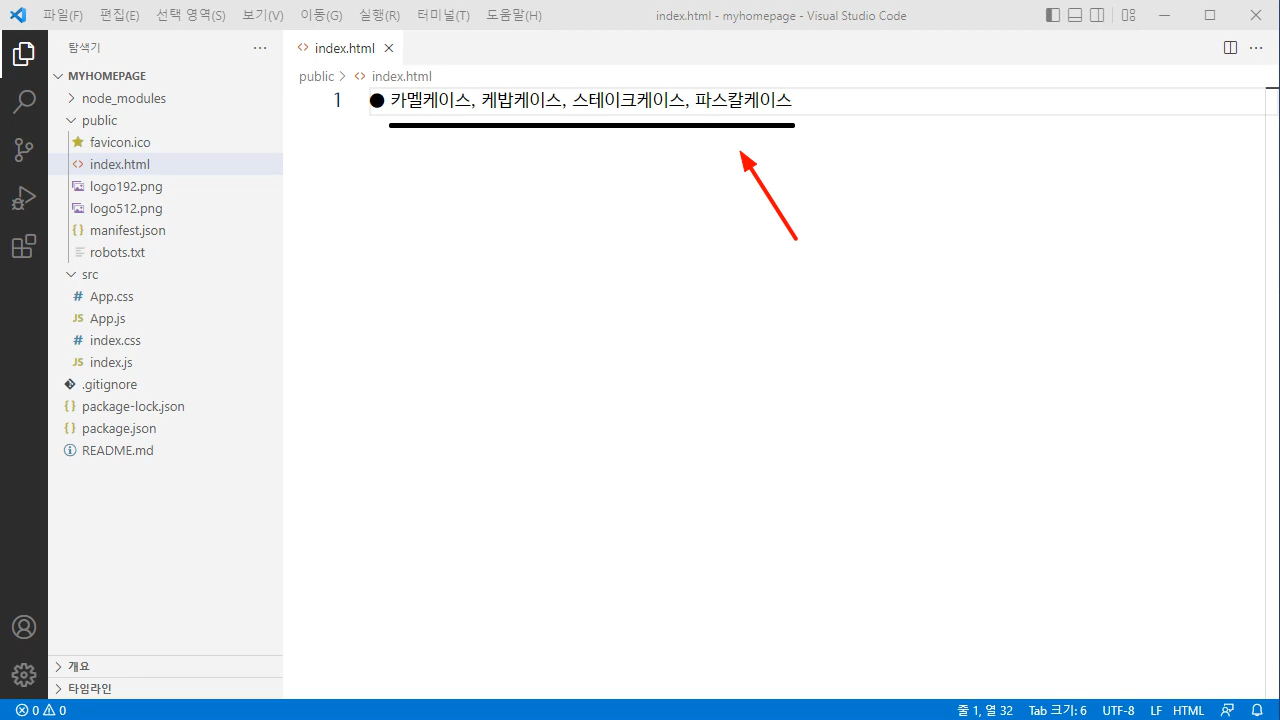 파일(F) 편집(E) 선택 영역(S) 보기(V) 이동(G) 실행(R) 터미널(T) 도움말(H) index.html - myhomepage - Visual Studio Code
탐색기
index.html
MYHOMEPAGE
node_modules
public
favicon.ico
index.html
logo192.png
logo512.png
manifest.json
robots.txt
src
App.css
App.js
index.css
index.js
.gitignore
package-lock.json
package.json
README.md
개요
타임라인
public > index.html
1 ● 카멜케이스, 케밥케이스, 스테이크케이스, 파스칼케이스
0 0 줄 1, 열 32 Tab 크기: 6 UTF-8 LF HTML